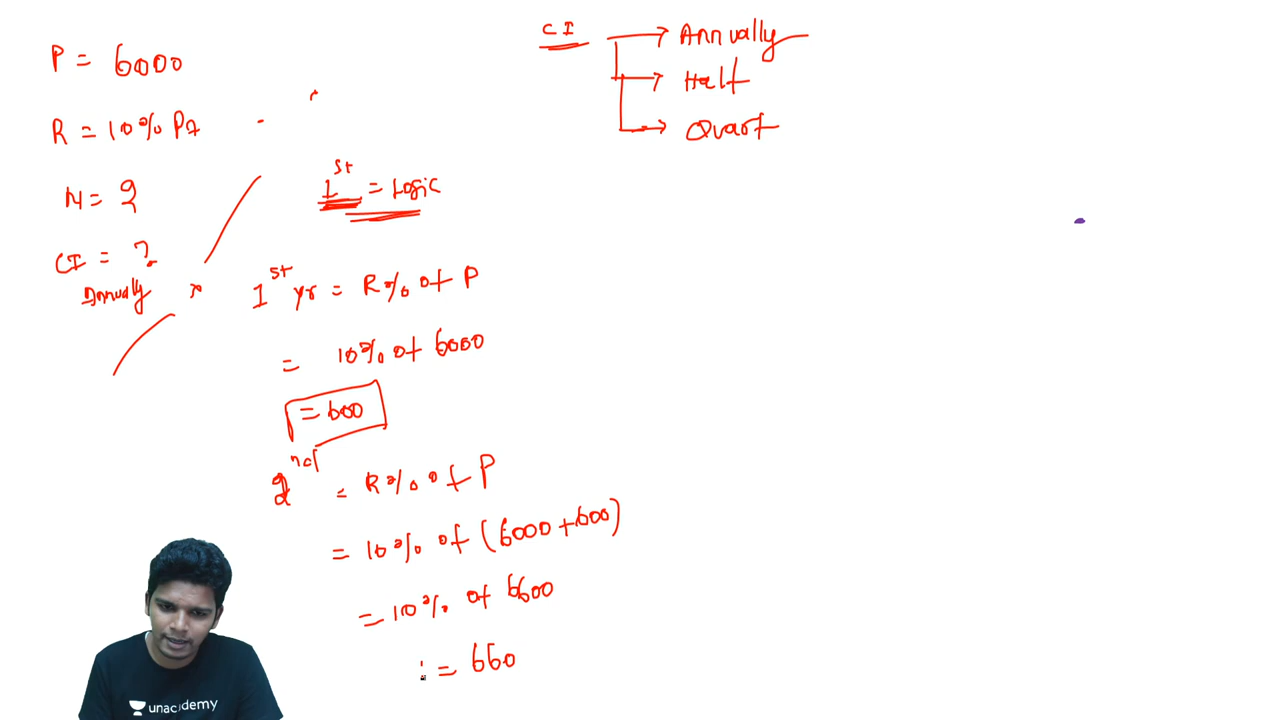 P = 6000
R = 10% PA
N = 2
CI = ?
Annually
CI → Annually
→ Half
→ Quart
1st = Logic
1st yr = R% of P
= 10% of 6000
= 600
2nd = R% of P
= 10% of (6000+600)
= 10% of 6600
= 660
unacademy